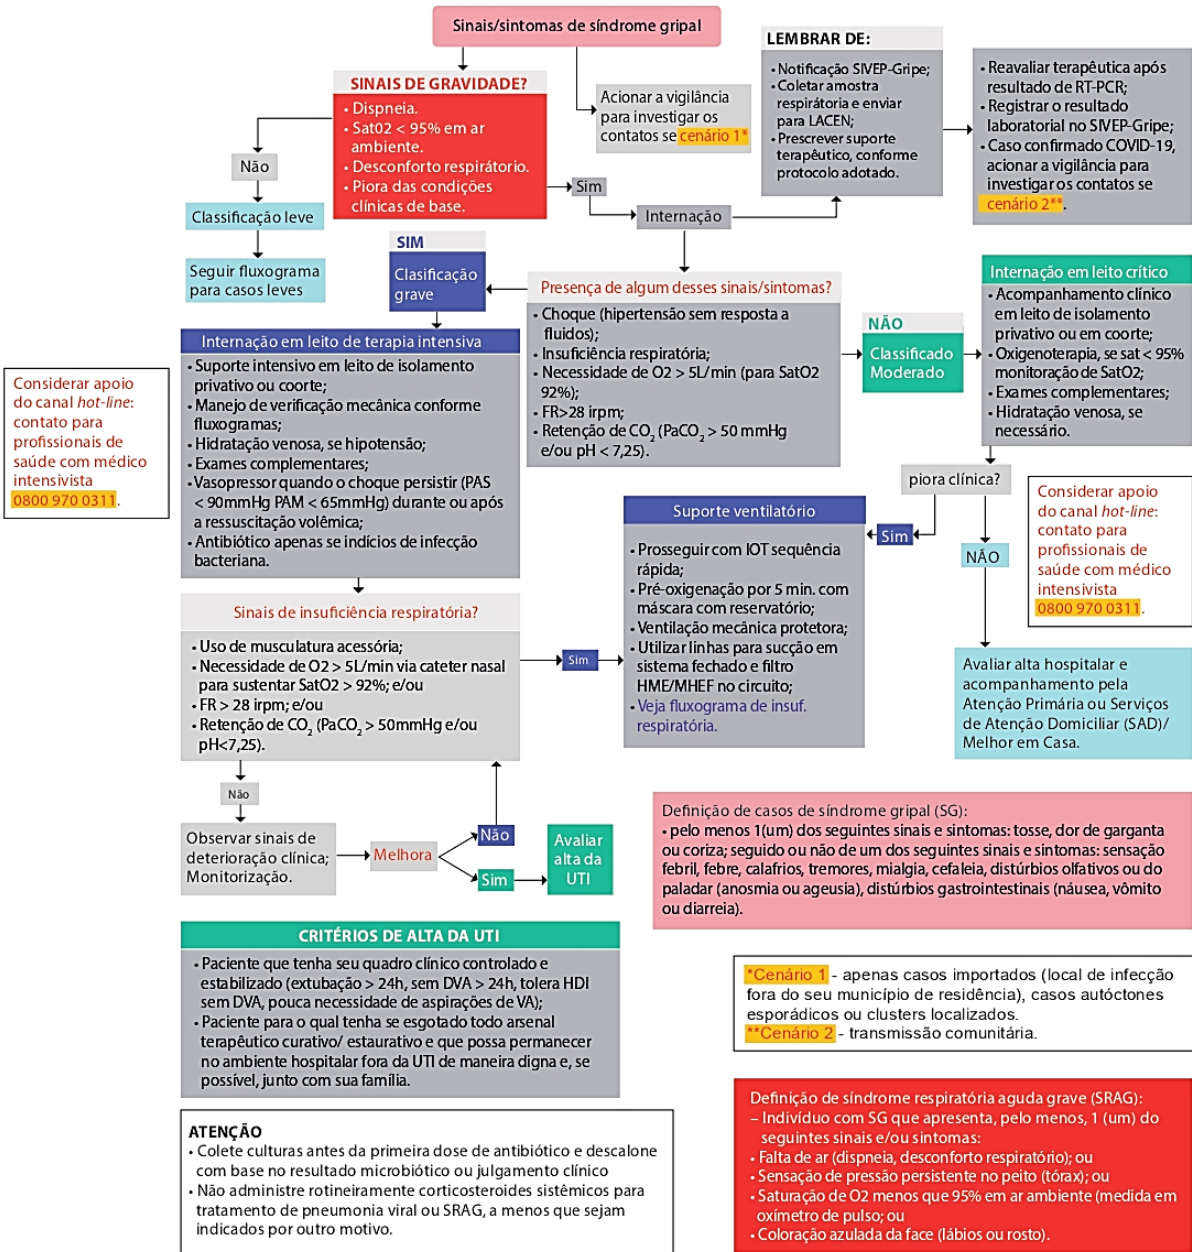 Sinais/sintomas de síndrome gripal
SINAIS DE GRAVIDADE?
• Dispneia.
• Sat02 < 95% em ar
ambiente.
• Desconforto respirátorio.
• Piora das condições
clínicas de base.
Acionar a vigilância
para investigar os
contatos se cenário 1*
LEMBRAR DE:
• Notificação SIVEP-Gripe;
• Coletar amostra
respirátoria e enviar
para LACEN;
• Prescrever suporte
terapêutico, conforme
protocolo adotado.
• Reavaliar terapêutica após
resultado de RT-PCR;
• Registrar o resultado
laboratorial no SIVEP-Gripe;
• Caso confirmado COVID-19,
acionar a vigilância para
investigar os contatos se
cenário 2**.
Não
Classificação leve
Seguir fluxograma
para casos leves
Sim
Internação
SIM
Clasificação
grave
Presença de algum desses sinais/sintomas?
• Choque (hipertensão sem resposta a
fluidos);
• Insuficiência respiratória;
• Necessidade de O2 > 5L/min (para SatO2
92%);
• FR>28 irpm;
• Retenção de CO₂ (PaCO₂ > 50 mmHg
e/ou pH < 7,25).
NÃO
Classificado
Moderado
Internação em leito crítico
• Acompanhamento clínico
em leito de isolamento
privativo ou em coorte;
• Oxigenoterapia, se sat < 95%
monitoração de SatO2;
• Exames complementares;
• Hidratação venosa, se
necessário.
Internação em leito de terapia intensiva
• Suporte intensivo em leito de isolamento
privativo ou coorte;
• Manejo de verificação mecânica conforme
fluxogramas;
• Hidratação venosa, se hipotensão;
• Exames complementares;
• Vasopressor quando o choque persistir (PAS
< 90mmHg PAM < 65mmHg) durante ou após
a ressuscitação volêmica;
• Antibiótico apenas se indícios de infecção
bacteriana.
Considerar apoio
do canal hot-line:
contato para
profissionais de
saúde com médico
intensivista
0800 970 0311.
piora clínica?
Sim
NÃO
Considerar apoio
do canal hot-line:
contato para
profissionais de
saúde com médico
intensivista
0800 970 0311.
Suporte ventilatório
• Prosseguir com IOT sequência
rápida;
• Pré-oxigenação por 5 min. com
máscara com reservatório;
• Ventilação mecânica protetora;
• Utilizar linhas para sucção em
sistema fechado e filtro
HME/MHEF no circuito;
• Veja fluxograma de insuf.
respiratória.
Sinais de insuficiência respiratória?
• Uso de musculatura acessória;
• Necessidade de O2 > 5L/min via cateter nasal
para sustentar SatO2 > 92%; e/ou
• FR > 28 irpm; e/ou
• Retenção de CO₂ (PaCO₂ > 50mmHg e/ou
pH<7,25).
Sim
Avaliar alta hospitalar e
acompanhamento pela
Atenção Primária ou Serviços
de Atenção Domiciliar (SAD)/
Melhor em Casa.
Não
Observar sinais de
deterioração clínica;
Monitorização.
Melhora
Não
Sim
Avaliar
alta da
UTI
Definição de casos de síndrome gripal (SG):
• pelo menos 1(um) dos seguintes sinais e sintomas: tosse, dor de garganta
ou coriza; seguido ou não de um dos seguintes sinais e sintomas: sensação
febril, febre, calafrios, tremores, mialgia, cefaleia, distúrbios olfativos ou do
paladar (anosmia ou ageusia), distúrbios gastrointestinais (náusea, vômito
ou diarreia).
CRITÉRIOS DE ALTA DA UTI
• Paciente que tenha seu quadro clínico controlado e
estabilizado (extubação > 24h, sem DVA > 24h, tolera HDI
sem DVA, pouca necessidade de aspirações de VA);
• Paciente para o qual tenha se esgotado todo arsenal
terapêutico curativo/ estaurativo e que possa permanecer
no ambiente hospitalar fora da UTI de maneira digna e, se
possível, junto com sua família.
*Cenário 1 - apenas casos importados (local de infecção
fora do seu município de residência), casos autóctones
esporádicos ou clusters localizados.
**Cenário 2 - transmissão comunitária.
ATENÇÃO
• Colete culturas antes da primeira dose de antibiótico e descalone
com base no resultado microbiótico ou julgamento clínico
• Não administre rotineiramente corticosteroides sistêmicos para
tratamento de pneumonia viral ou SRAG, a menos que sejam
indicados por outro motivo.
Definição de síndrome respiratória aguda grave (SRAG):
– Indivíduo com SG que apresenta, pelo menos, 1 (um) do
seguintes sinais e/ou sintomas:
• Falta de ar (dispneia, desconforto respiratório); ou
• Sensação de pressão persistente no peito (tórax); ou
• Saturação de O2 menos que 95% em ar ambiente (medida em
oxímetro de pulso; ou
• Coloração azulada da face (lábios ou rosto).